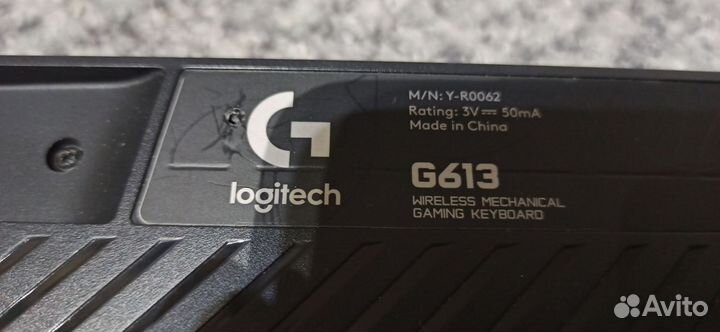 M/N: Y-R0062
Rating: 3V ⎓ 50mA
Made in China
G
logitech
G613
WIRELESS MECHANICAL
GAMING KEYBOARD
Avito